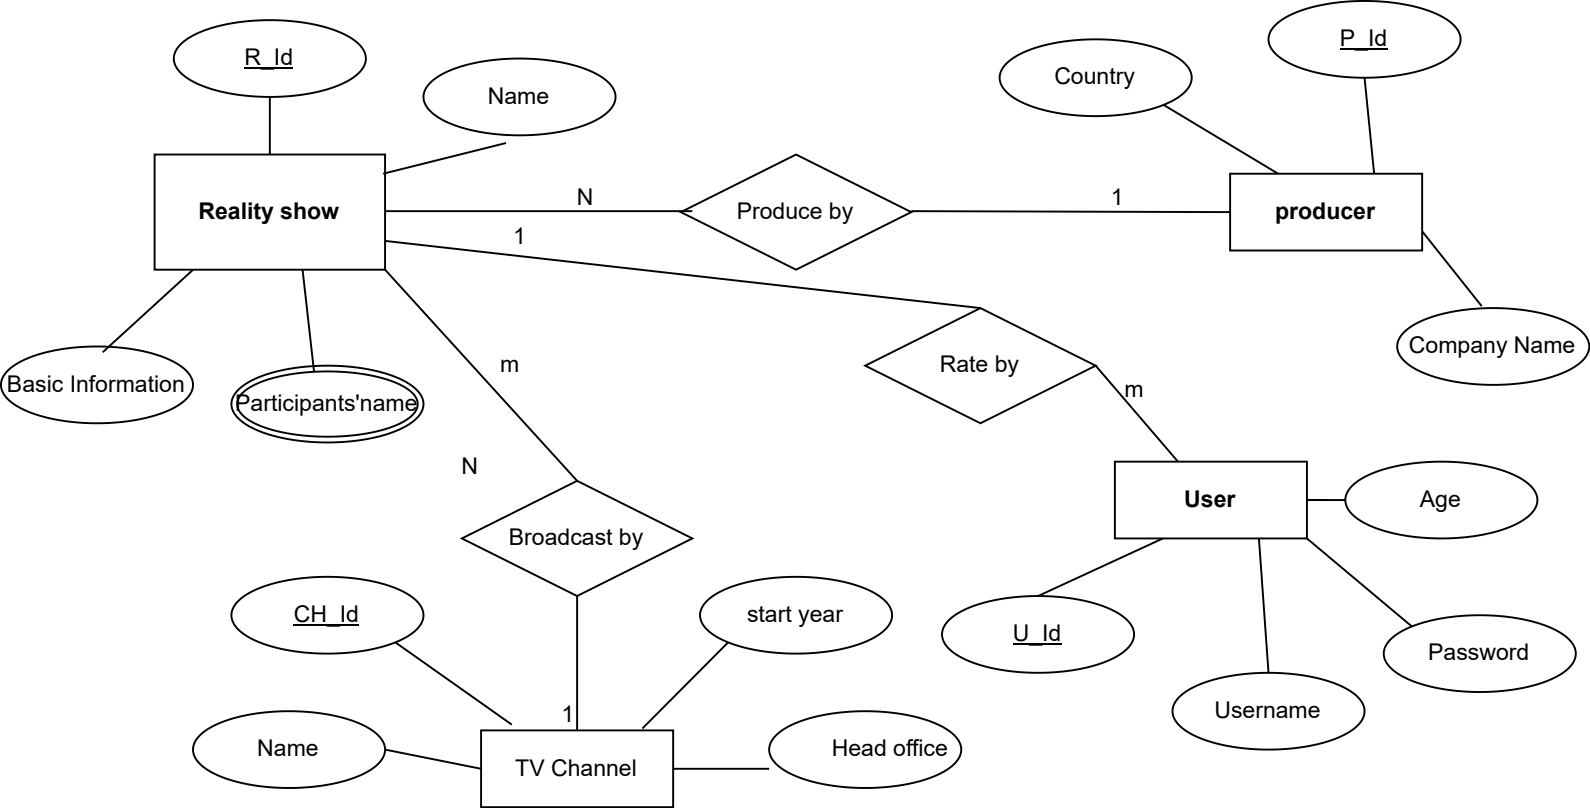 R_Id
Name
Country
P_Id
Reality show
N
Produce by
1
producer
1
Company Name
Basic Information
Participants'name
m
Rate by
m
N
Broadcast by
User
Age
CH_Id
start year
U_Id
Password
Username
1
Name
TV Channel
Head office